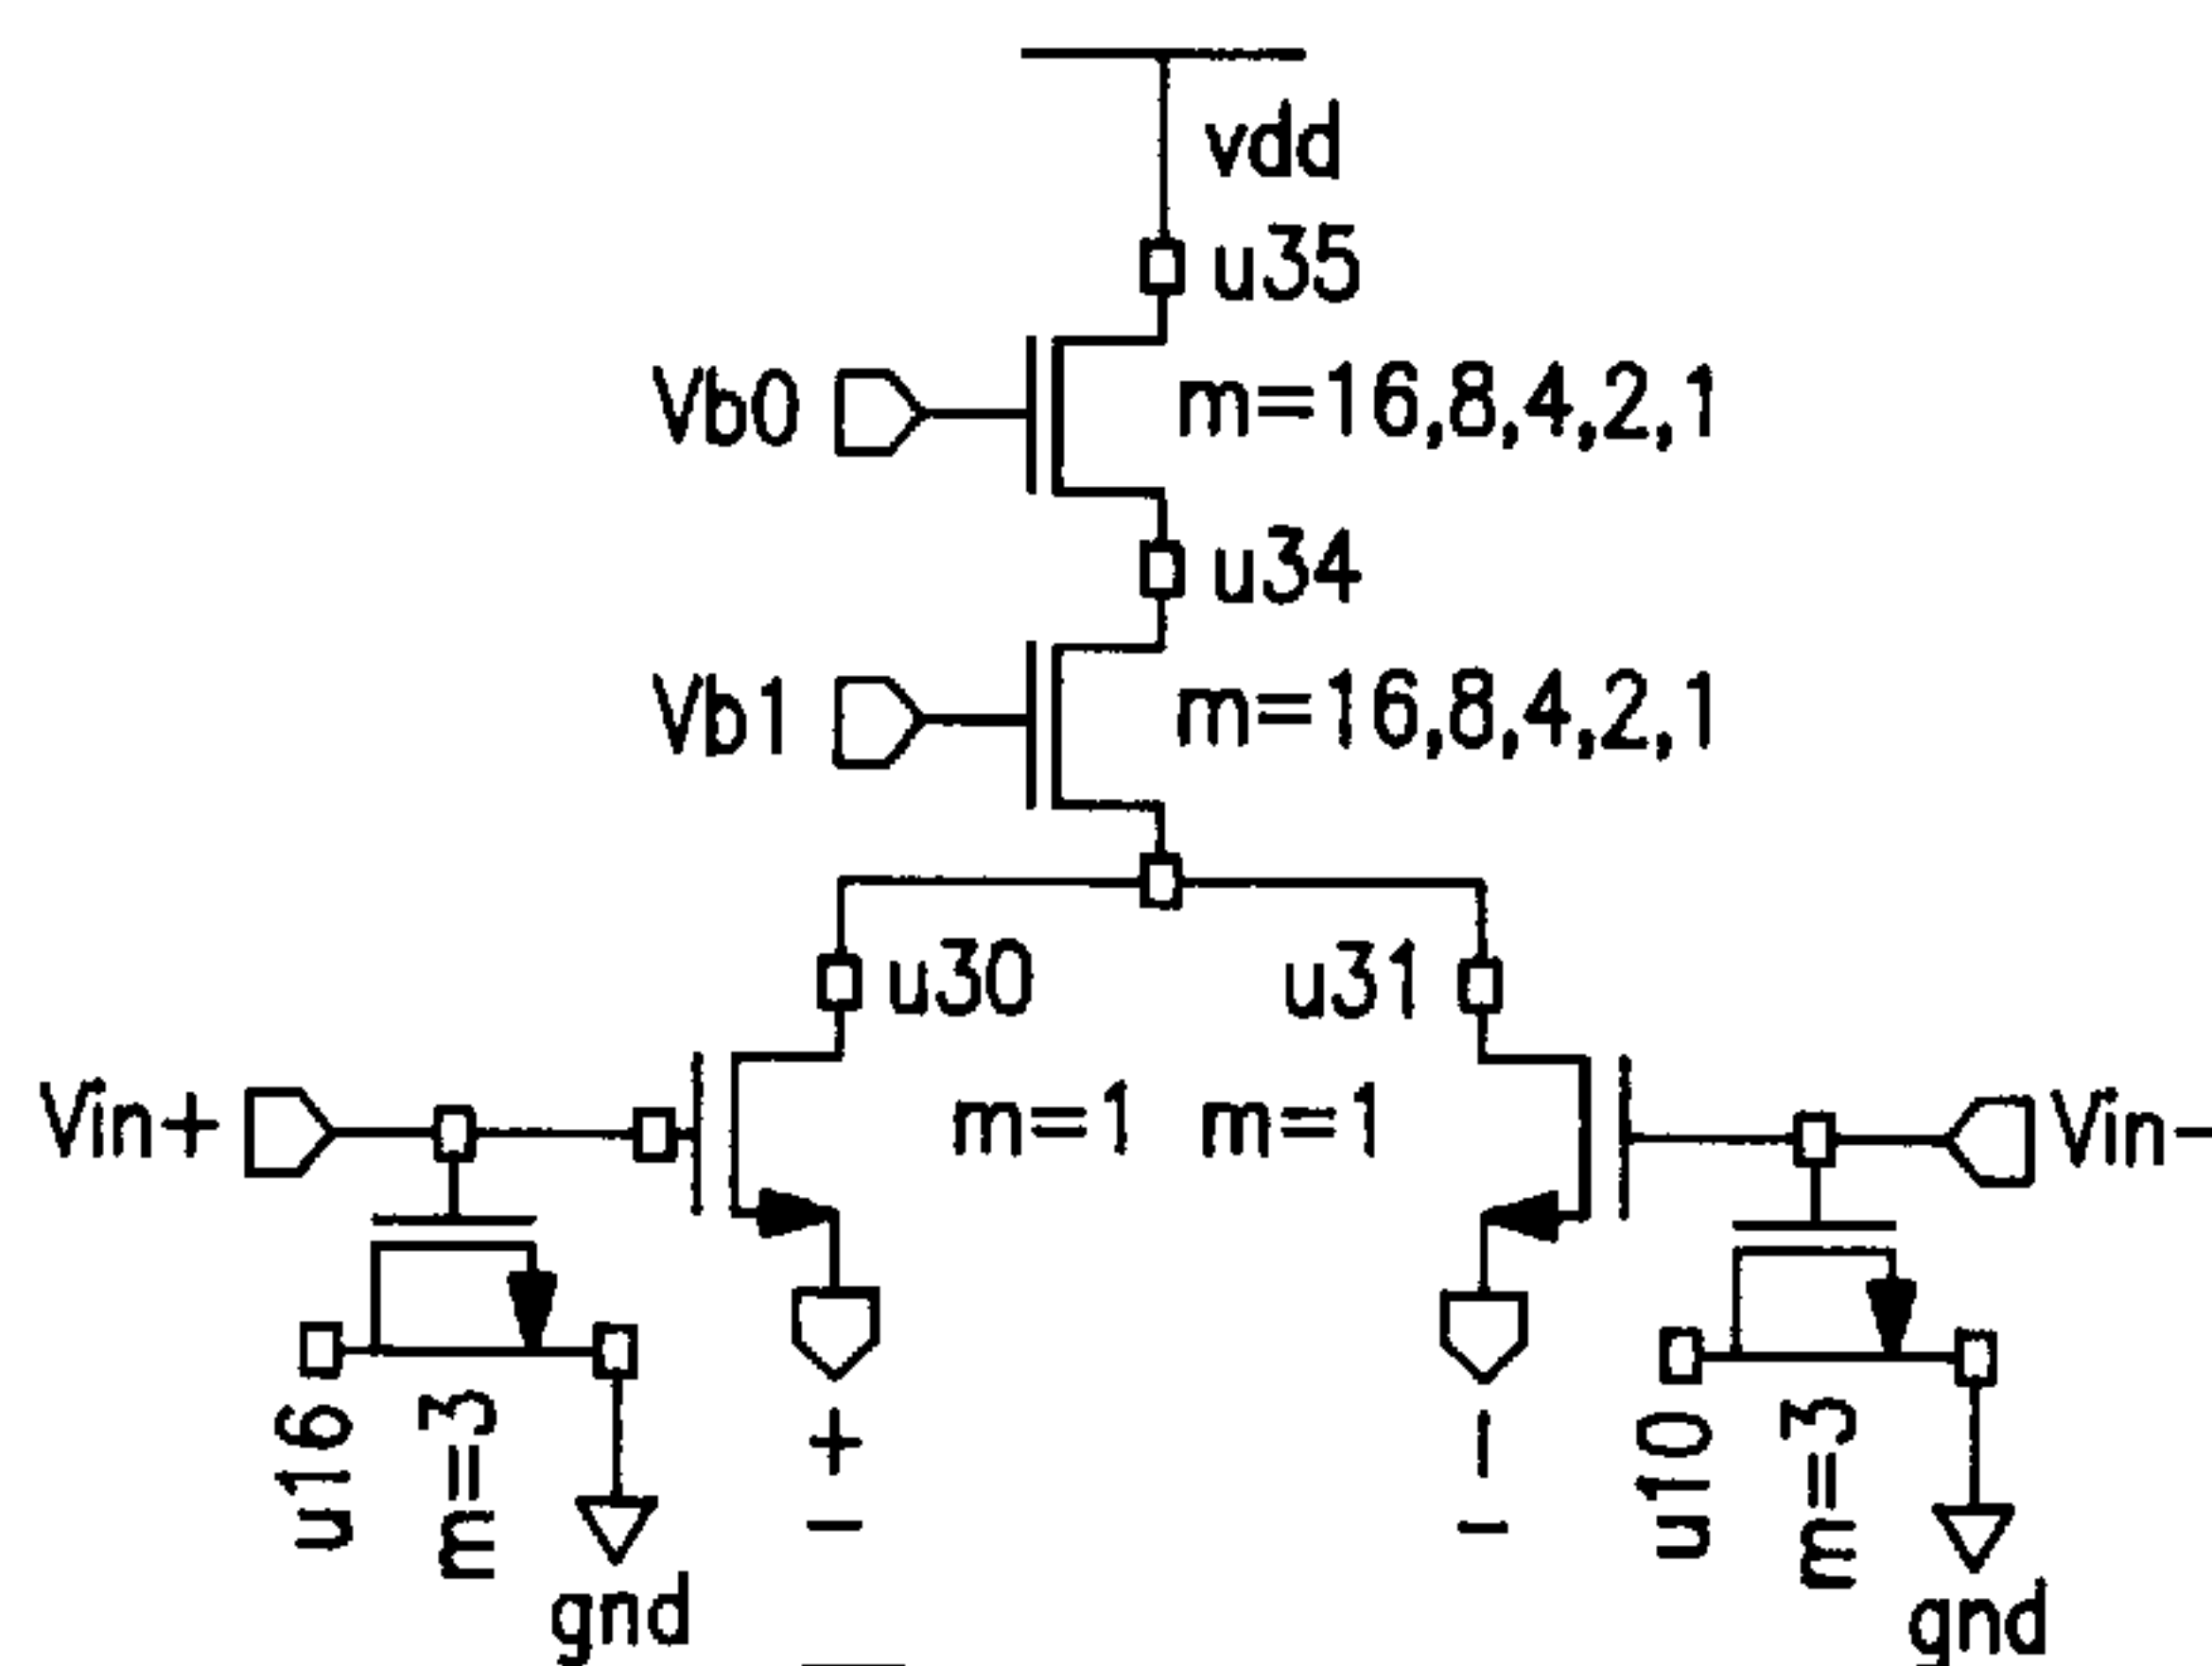 vdd
u35
Vb0
m=16,8,4,2,1
u34
Vb1
m=16,8,4,2,1
u30
u31
Vin+
m=1
m=1
Vin-
u16
m=3
+
-
-
-
u10
m=3
gnd
gnd